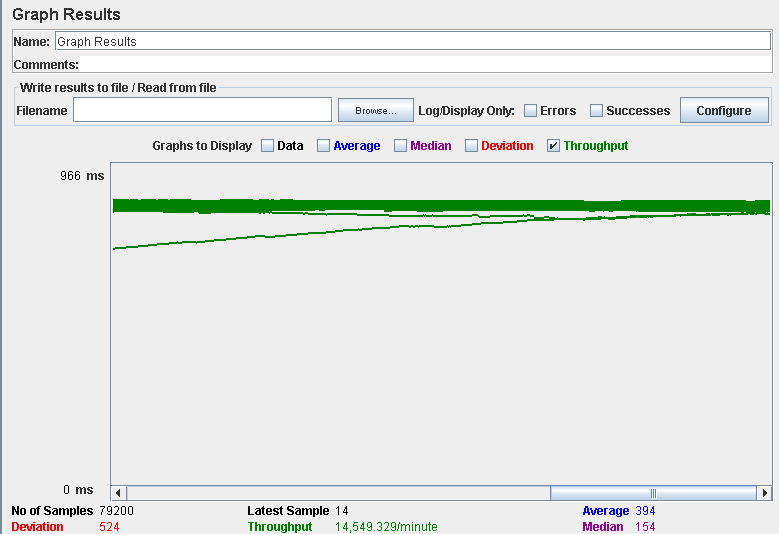 Graph Results
Name: Graph Results
Comments:
Write results to file / Read from file
Filename Browse... Log/Display Only: Errors Successes Configure
Graphs to Display Data Average Median Deviation Throughput
966 ms
0 ms
No of Samples 79200 Latest Sample 14 Average 394
Deviation 524 Throughput 14,549.329/minute Median 154